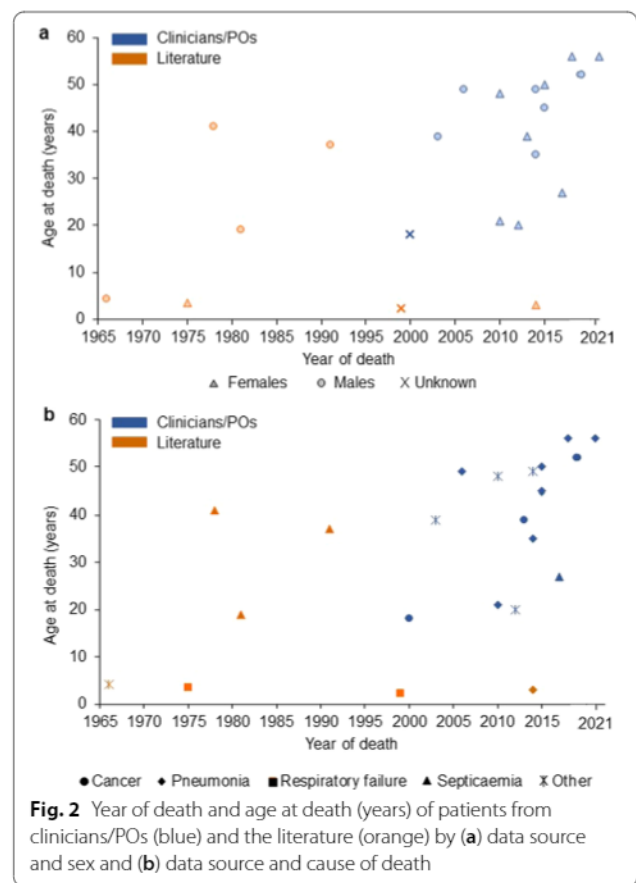 a
60
Clinicians/POs
Literature
50
40
30
20
10
0
Age at death (years)
1965 1970 1975 1980 1985 1990 1995 2000 2005 2010 2015 2021
Year of death
Females Males Unknown
b
60
Clinicians/POs
Literature
50
40
30
20
10
0
Age at death (years)
1965 1970 1975 1980 1985 1990 1995 2000 2005 2010 2015 2021
Year of death
Cancer Pneumonia Respiratory failure Septicaemia Other
Fig. 2 Year of death and age at death (years) of patients from
clinicians/POs (blue) and the literature (orange) by (a) data source
and sex and (b) data source and cause of death